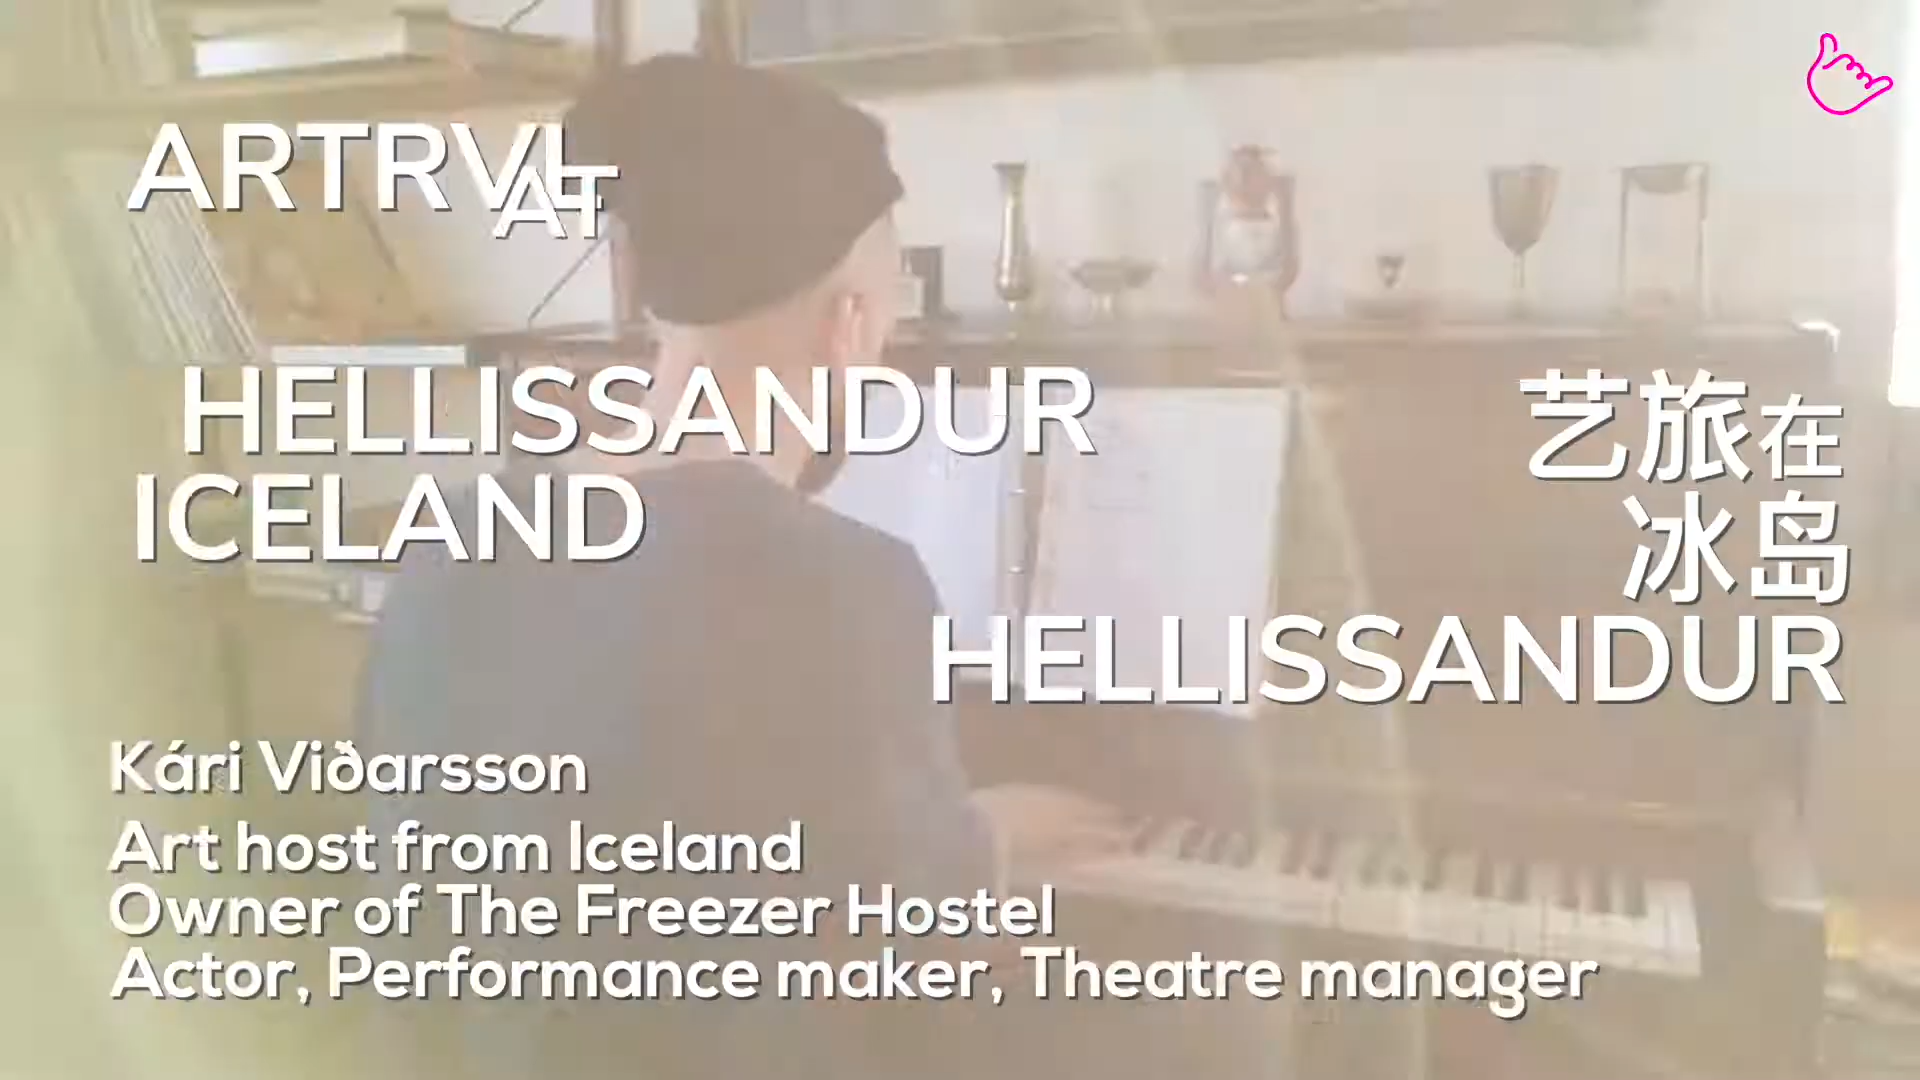 ARTRVL
AT
HELLISSANDUR
ICELAND
艺旅在
冰岛
HELLISSANDUR
Kári Viðarsson
Art host from Iceland
Owner of The Freezer Hostel
Actor, Performance maker, Theatre manager